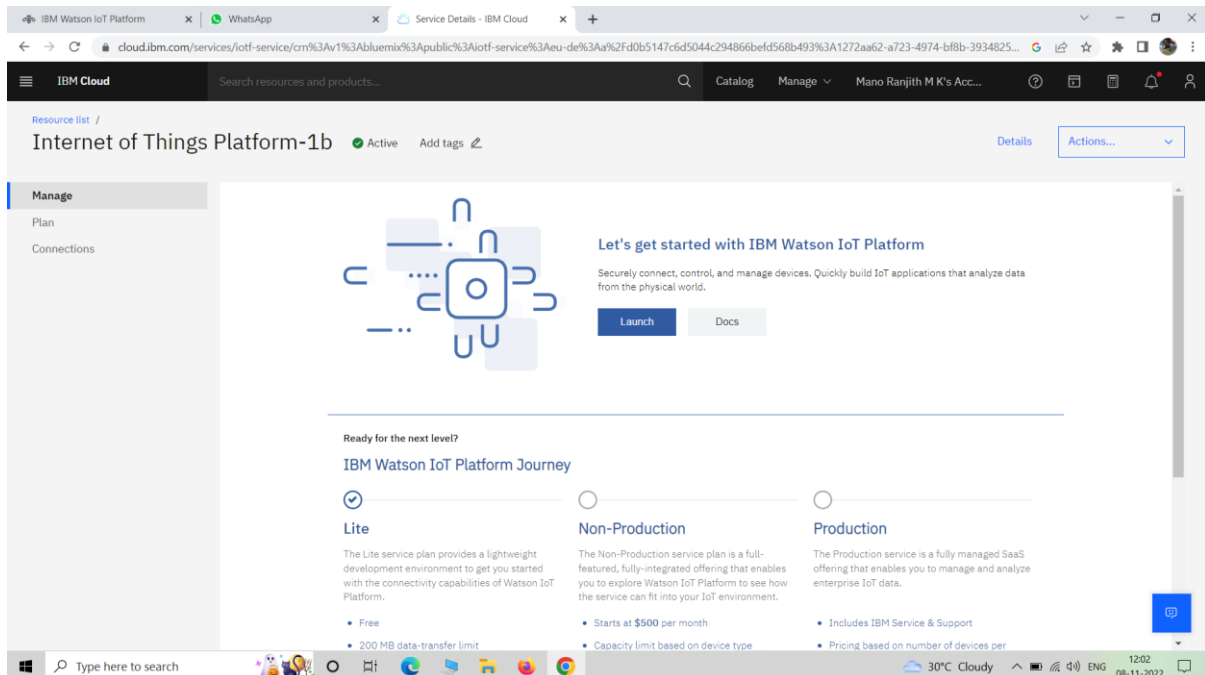 IBM Watson IoT Platform
WhatsApp
Service Details - IBM Cloud
cloud.ibm.com/services/iotf-service/crn%3Av1%3Abluemix%3Apublic%3Aiotf-service%3Aeu-de%3Aa%2Fd0b5147c6d5044c294866befd568b493%3A1272aa62-a723-4974-bf8b-3934825...
IBM Cloud
Search resources and products...
Catalog
Manage
Mano Ranjith M K's Acc...
Resource list /
Internet of Things Platform-1b
Active
Add tags
Details
Actions...
Manage
Plan
Connections
Let's get started with IBM Watson IoT Platform
Securely connect, control, and manage devices. Quickly build IoT applications that analyze data
from the physical world.
Launch
Docs
Ready for the next level?
IBM Watson IoT Platform Journey
Lite
The Lite service plan provides a lightweight
development environment to get you started
with the connectivity capabilities of Watson IoT
Platform.
• Free
• 200 MB data-transfer limit
Non-Production
The Non-Production service plan is a full-
featured, fully-integrated offering that enables
you to explore Watson IoT Platform to see how
the service can fit into your IoT environment.
• Starts at $500 per month
• Capacity limit based on device type
Production
The Production service is a fully managed SaaS
offering that enables you to manage and analyze
enterprise IoT data.
• Includes IBM Service & Support
• Pricing based on number of devices per
Type here to search
30°C Cloudy
ENG
12:02
08-11-2022